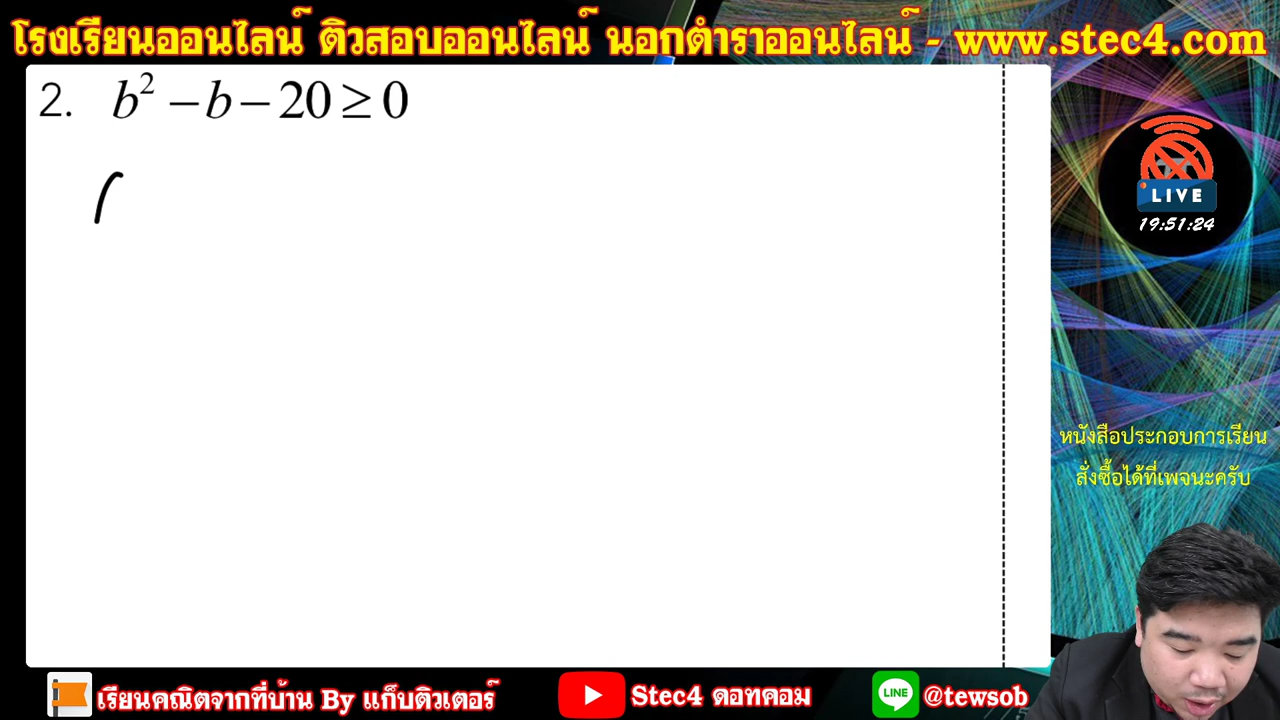 โรงเรียนออนไลน์ ติวสอบออนไลน์ นอกตำราออนไลน์ - www.stec4.com
2. b² – b – 20 ≥ 0
(
LIVE
19:51:24
หนังสือประกอบการเรียน
สั่งซื้อได้ที่เพจนะครับ
เรียนคณิตจากที่บ้าน By แก็บติวเตอร์
Stec4 ดอทคอม
LINE
@tewsob